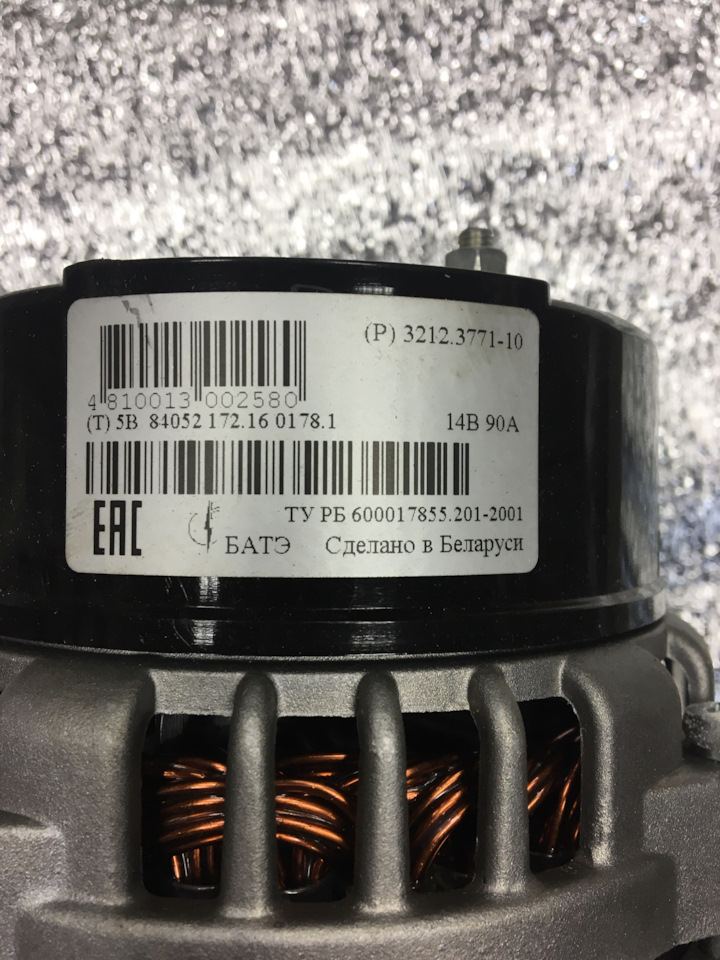 (P) 3212.3771-10
4 810013 002580
(T) 5B 84052 172.16 0178.1
14В 90А
ТУ РБ 600017855.201-2001
EAC
БАТЭ Сделано в Беларуси